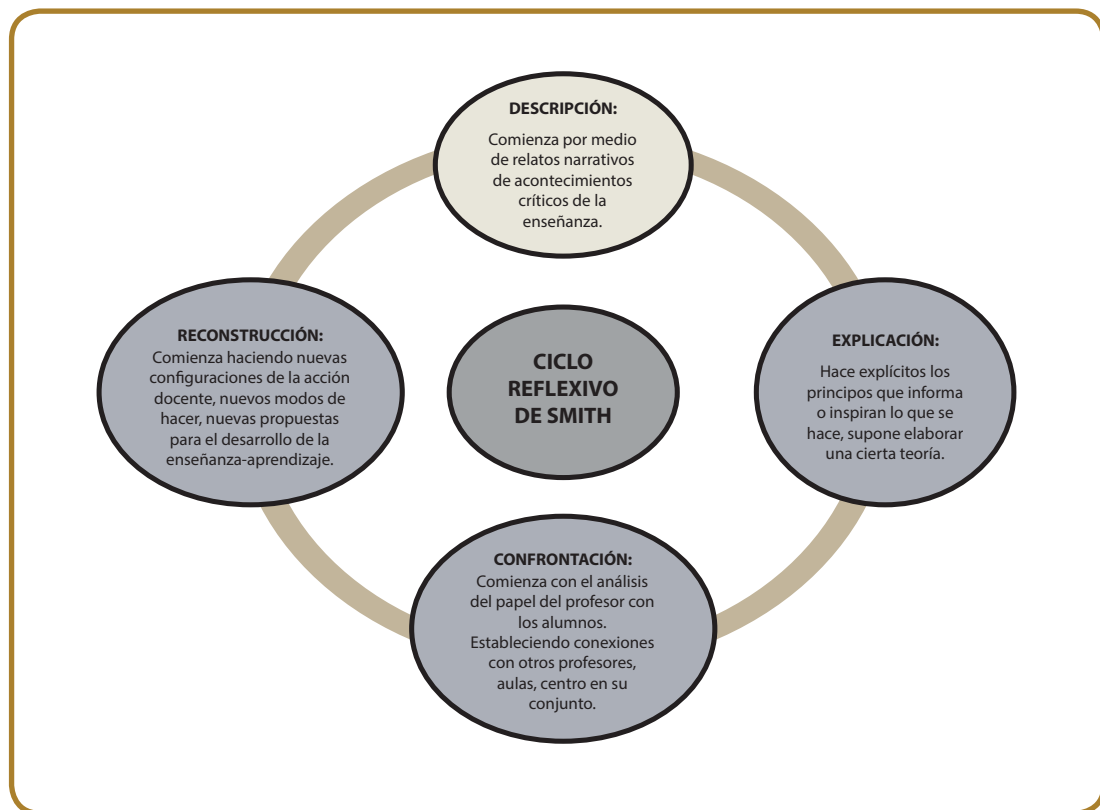 DESCRIPCIÓN:
Comienza por medio
de relatos narrativos
de acontecimientos
críticos de la
enseñanza.
RECONSTRUCCIÓN:
Comienza haciendo nuevas
configuraciones de la acción
docente, nuevos modos de
hacer, nuevas propuestas
para el desarrollo de la
enseñanza-aprendizaje.
CICLO
REFLEXIVO
DE SMITH
EXPLICACIÓN:
Hace explícitos los
principos que informa
o inspiran lo que se
hace, supone elaborar
una cierta teoría.
CONFRONTACIÓN:
Comienza con el análisis
del papel del profesor con
los alumnos.
Estableciendo conexiones
con otros profesores,
aulas, centro en su
conjunto.